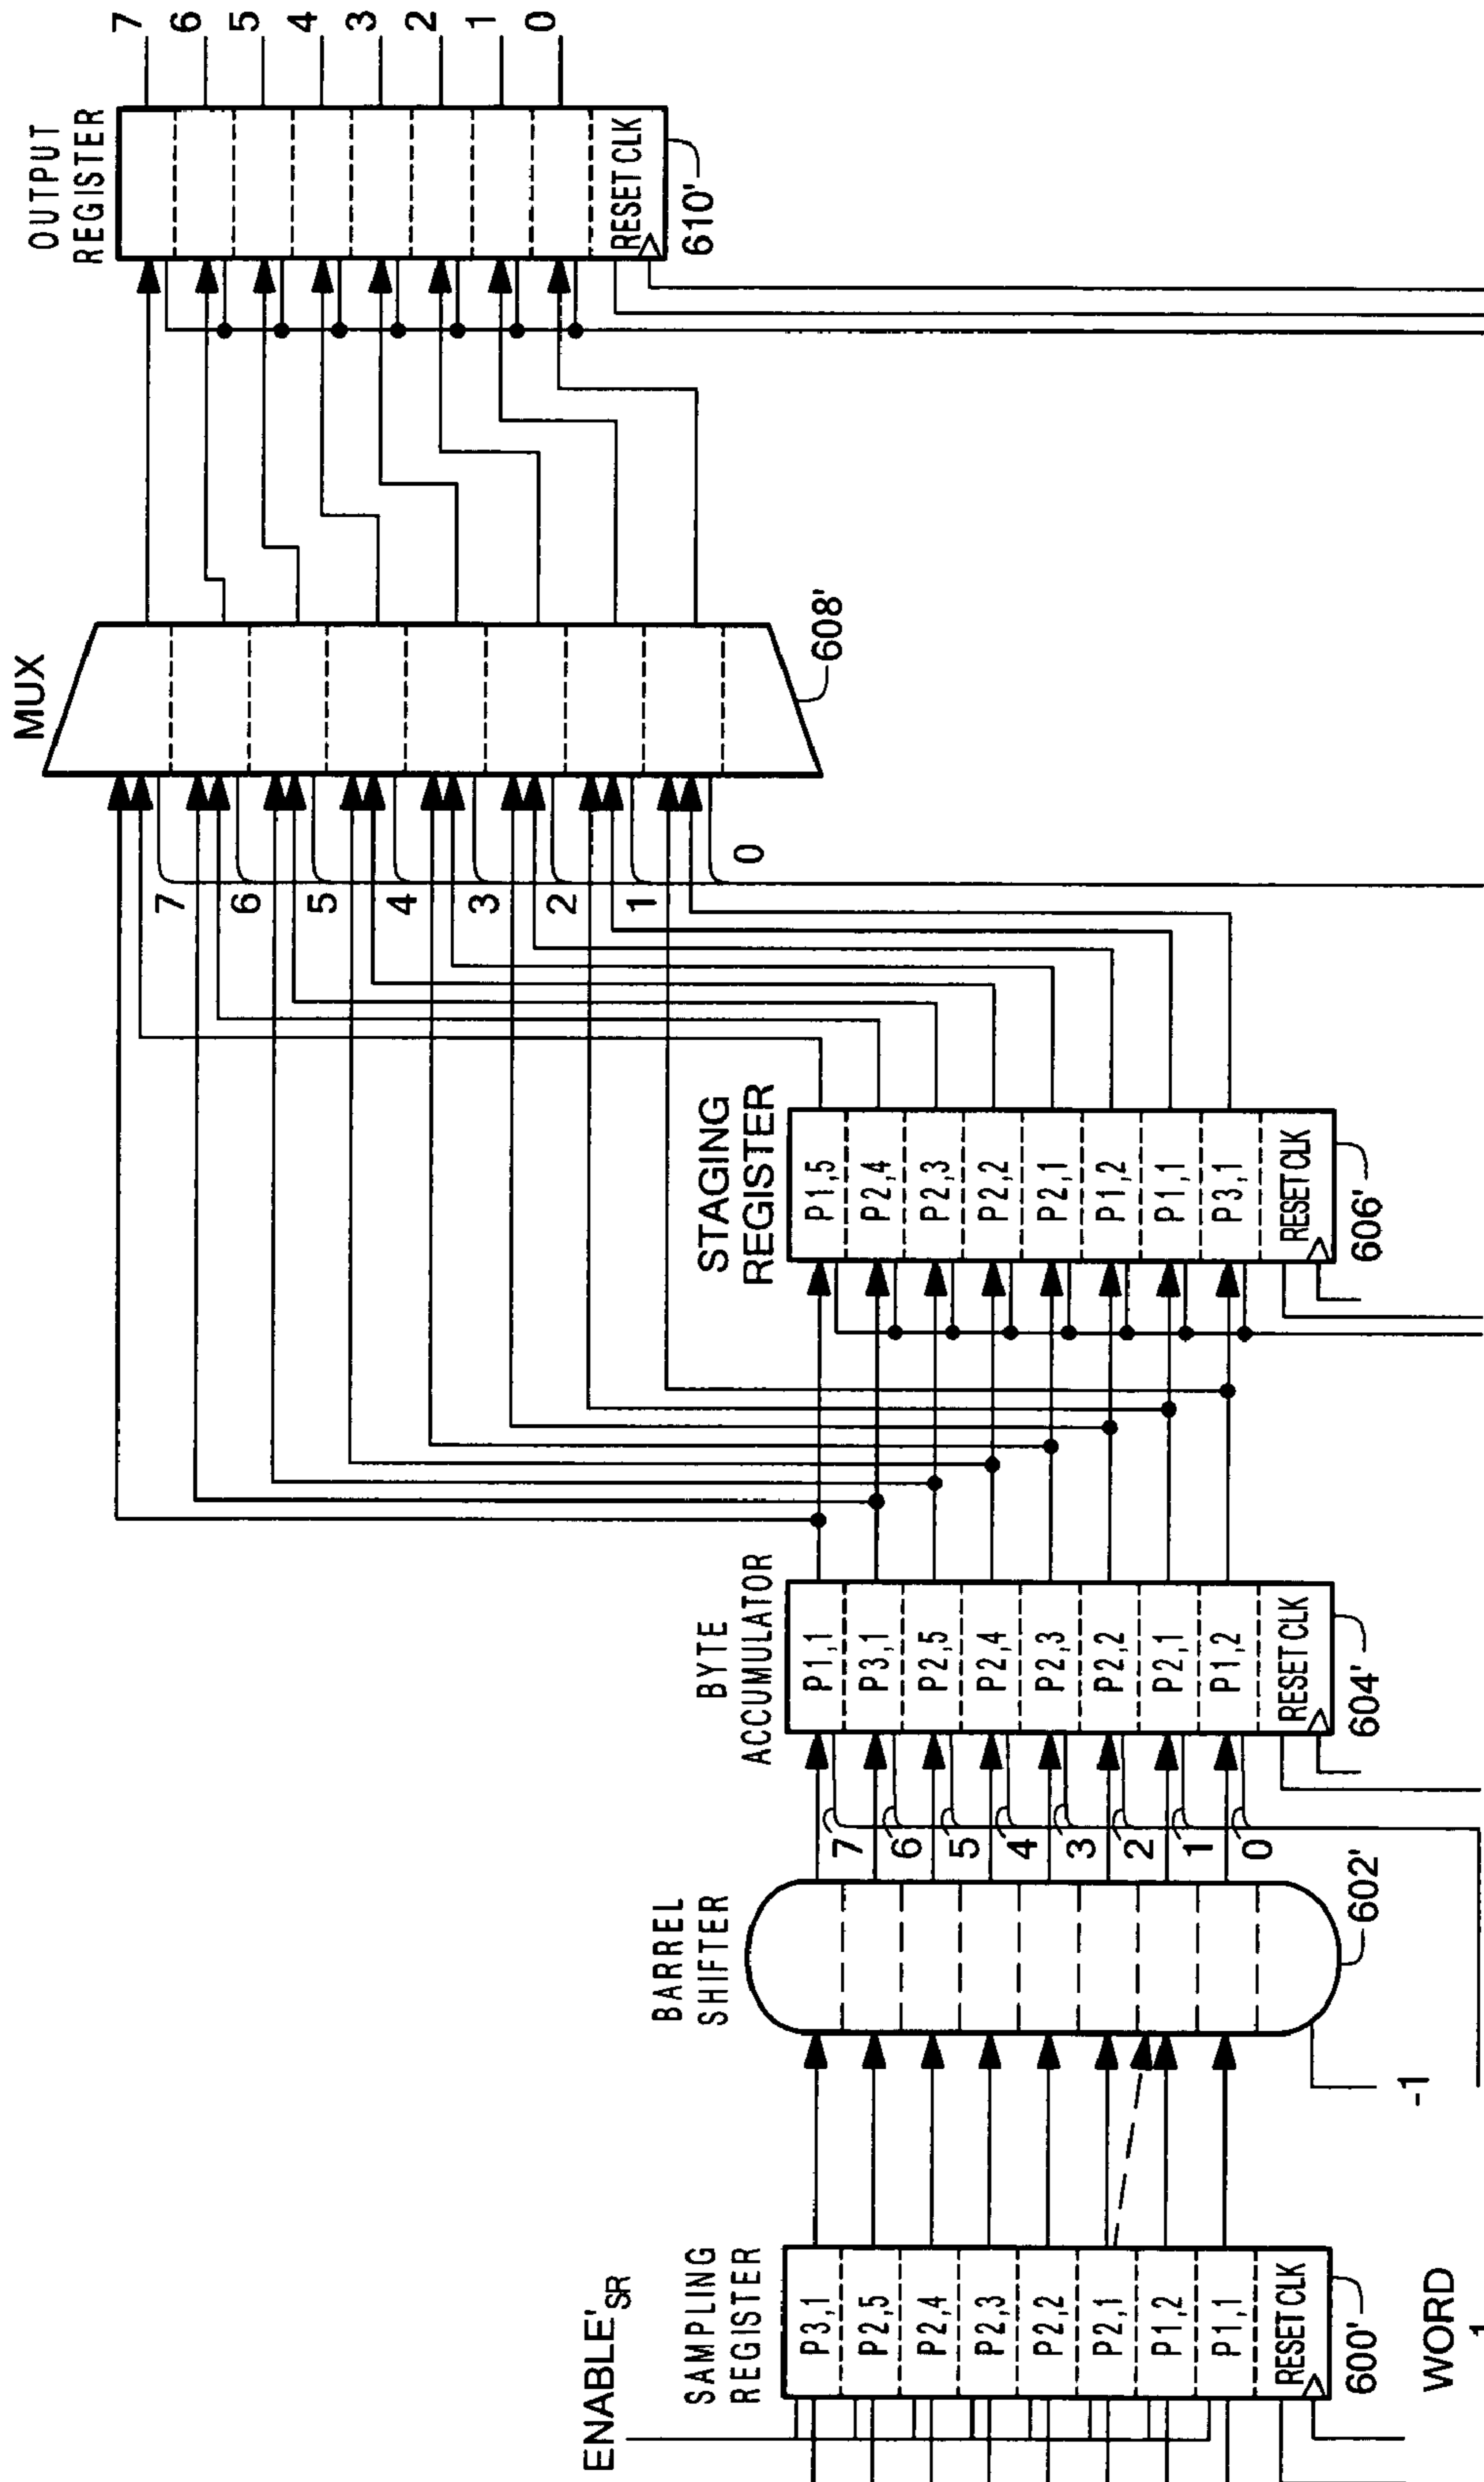 OUTPUT
REGISTER
7
6
5
4
3
2
1
0
RESET CLK
610'
MUX
608'
7
6
5
4
3
2
1
0
STAGING
REGISTER
P1,5
P2,4
P2,3
P2,2
P2,1
P1,2
P1,1
P3,1
RESET CLK
606'
BYTE
ACCUMULATOR
P1,1
P3,1
P2,5
P2,4
P2,3
P2,2
P2,1
P1,2
RESET CLK
604'
7
6
5
4
3
2
1
0
BARREL
SHIFTER
602'
-1
ENABLE'SR
SAMPLING
REGISTER
P3,1
P2,5
P2,4
P2,3
P2,2
P2,1
P1,2
P1,1
RESET CLK
600'
WORD
1